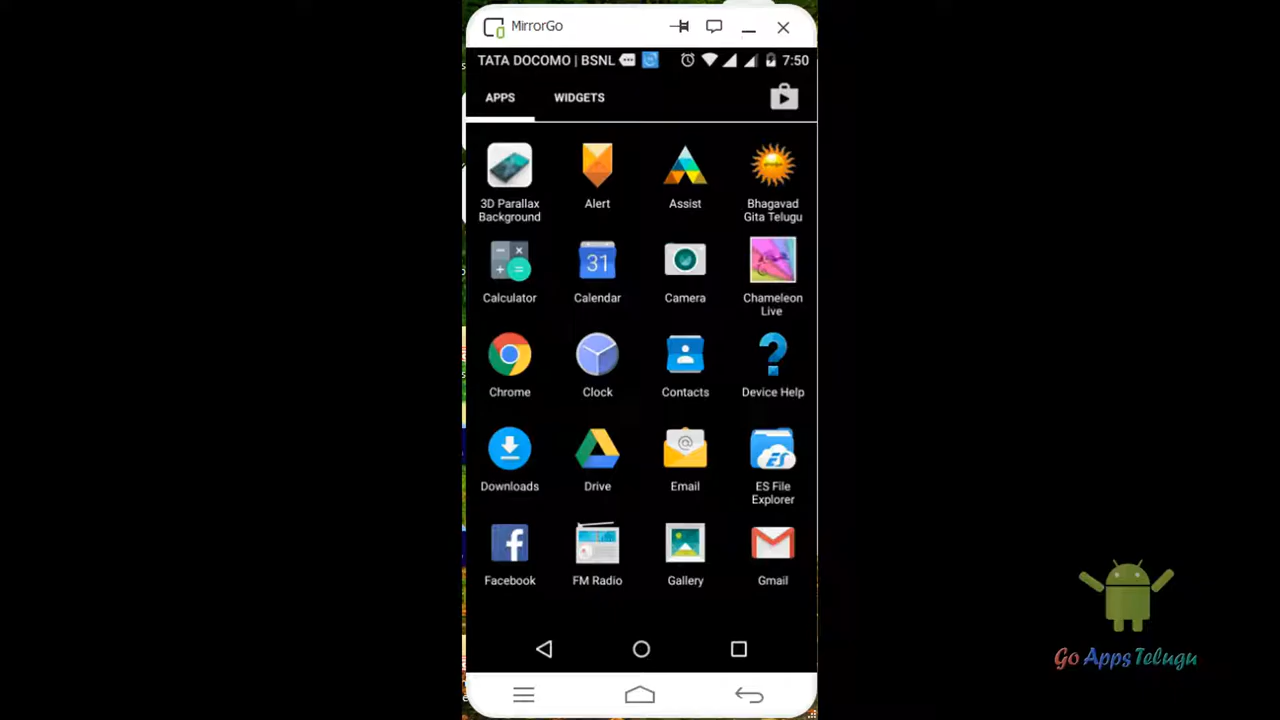 MirrorGo
TATA DOCOMO | BSNL 7:50
APPS WIDGETS
3D Parallax Background
Alert
Assist
Bhagavad Gita Telugu
31
Calculator
Calendar
Camera
Chameleon Live
Chrome
Clock
Contacts
Device Help
@
ES
Downloads
Drive
Email
ES File Explorer
f
Facebook
FM Radio
Gallery
Gmail
Go Apps Telugu